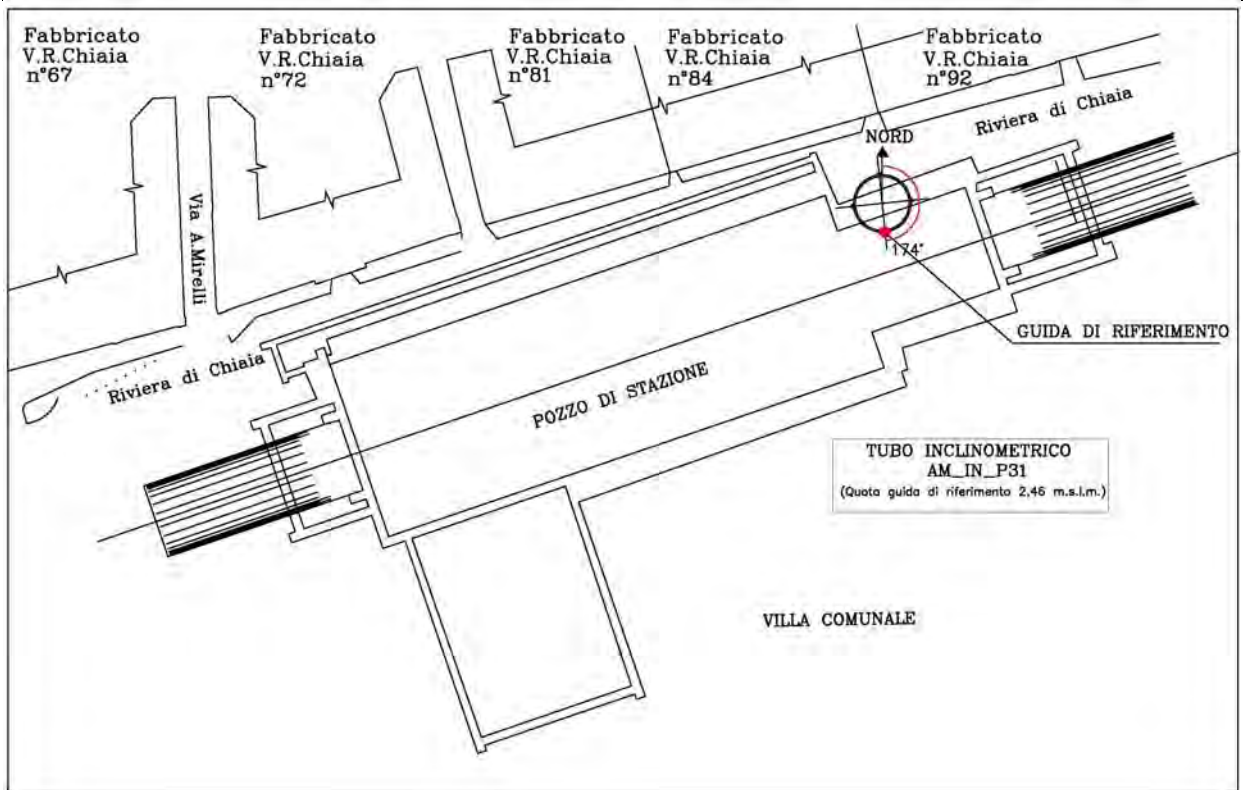 Fabbricato
V.R.Chiaia
n°67
Fabbricato
V.R.Chiaia
n°72
Fabbricato
V.R.Chiaia
n°81
Fabbricato
V.R.Chiaia
n°84
Fabbricato
V.R.Chiaia
n°92
Riviera di Chiaia
NORD
Via A.Mirelli
174°
GUIDA DI RIFERIMENTO
Riviera di Chiaia
POZZO DI STAZIONE
TUBO INCLINOMETRICO
AM_IN_P31
(Quota guida di riferimento 2,46 m.s.l.m.)
VILLA COMUNALE